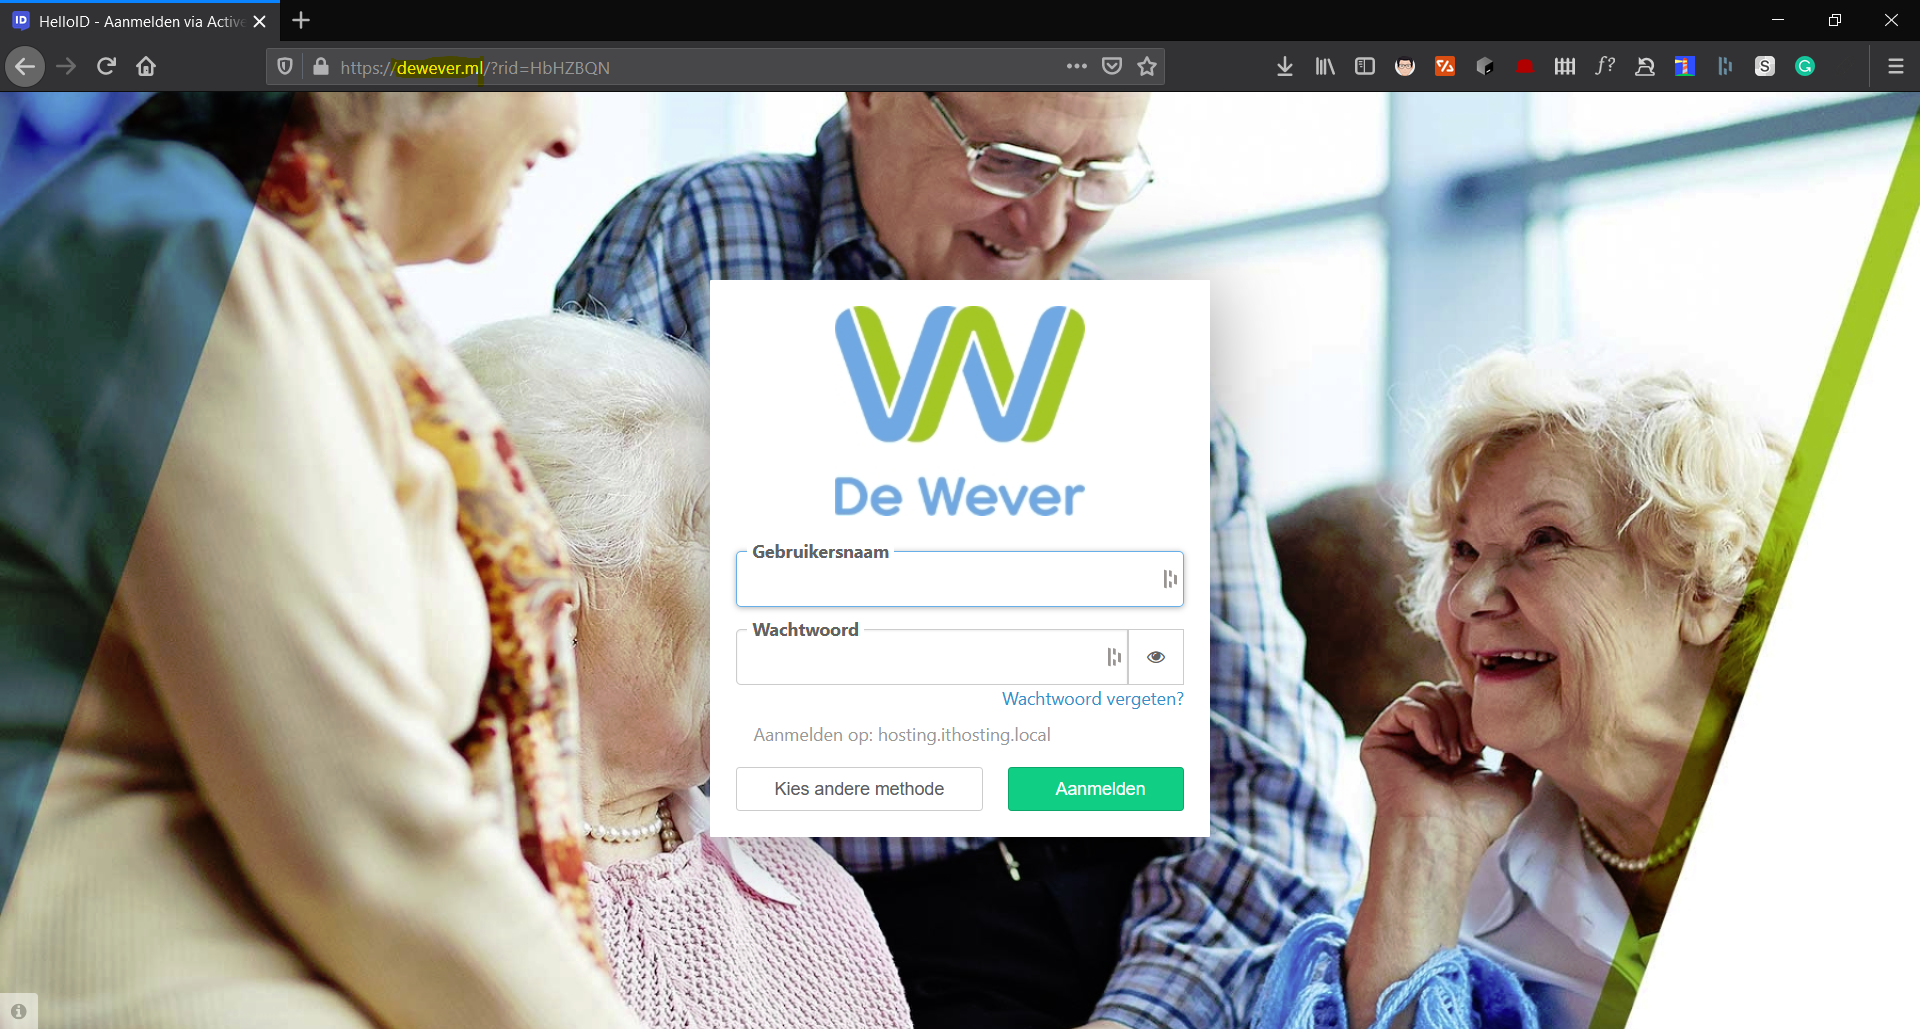 HelloID - Aanmelden via Active
https://dewever.ml/?rid=HbHZBQN
De Wever
Gebruikersnaam
Wachtwoord
Wachtwoord vergeten?
Aanmelden op: hosting.ithosting.local
Kies andere methode
Aanmelden